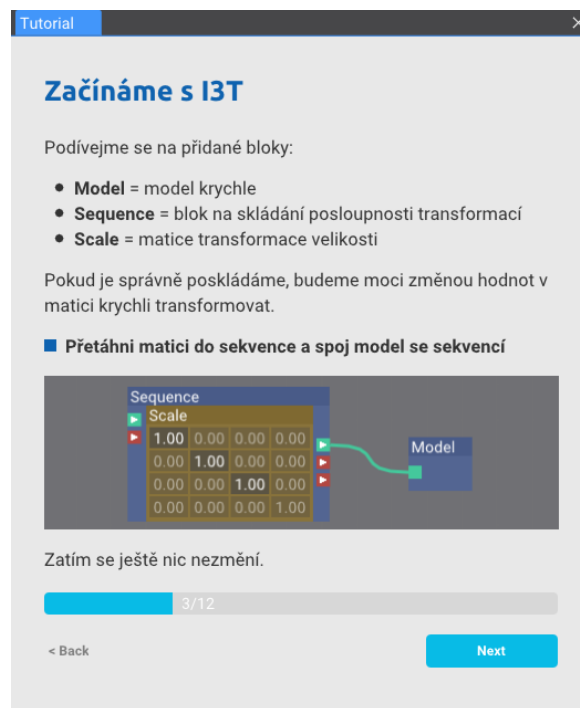 Tutorial
Začínáme s I3T
Podívejme se na přidané bloky:
Model = model krychle
Sequence = blok na skládání posloupnosti transformací
Scale = matice transformace velikosti
Pokud je správně poskládáme, budeme moci změnou hodnot v
matici krychli transformovat.
Přetáhni matici do sekvence a spoj model se sekvencí
Sequence
Scale
1.00 0.00 0.00 0.00
Model
0.00 1.00 0.00 0.00
0.00 0.00 1.00 0.00
0.00 0.00 0.00 1.00
Zatím se ještě nic nezmění.
3/12
< Back
Next